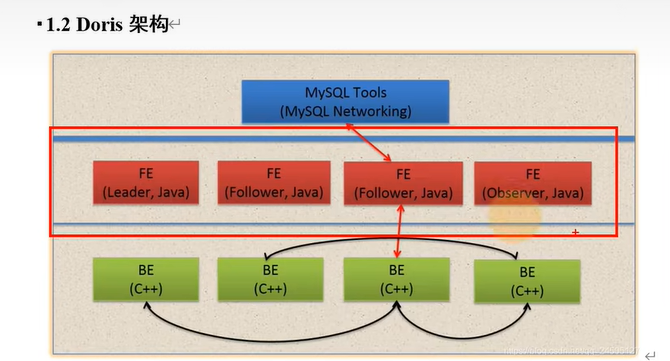 1.2 Doris 架构
MySQL Tools
(MySQL Networking)
FE
(Leader, Java)
FE
(Follower, Java)
FE
(Follower, Java)
FE
(Observer, Java)
BE
(C++)
BE
(C++)
BE
(C++)
BE
(C++)